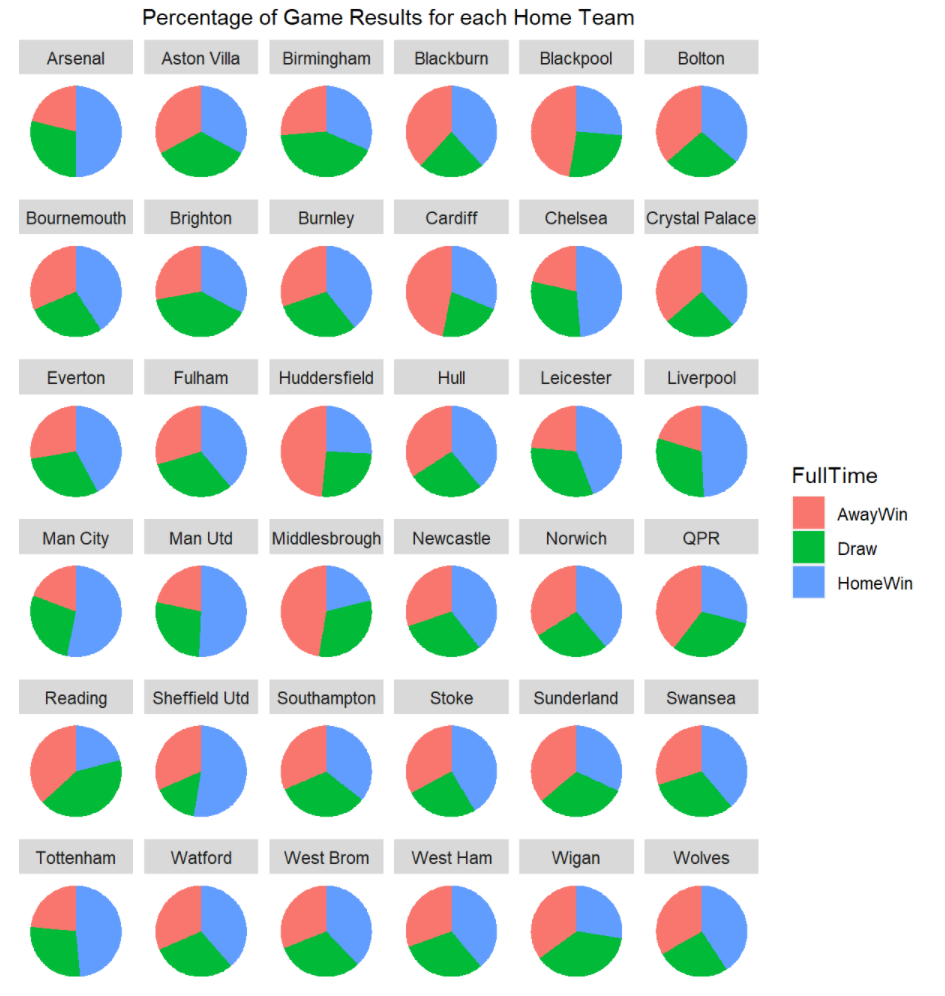 Percentage of Game Results for each Home Team
Arsenal Aston Villa Birmingham Blackburn Blackpool Bolton
Bournemouth Brighton Burnley Cardiff Chelsea Crystal Palace
Everton Fulham Huddersfield Hull Leicester Liverpool
Man City Man Utd Middlesbrough Newcastle Norwich QPR
Reading Sheffield Utd Southampton Stoke Sunderland Swansea
Tottenham Watford West Brom West Ham Wigan Wolves
FullTime
AwayWin
Draw
HomeWin